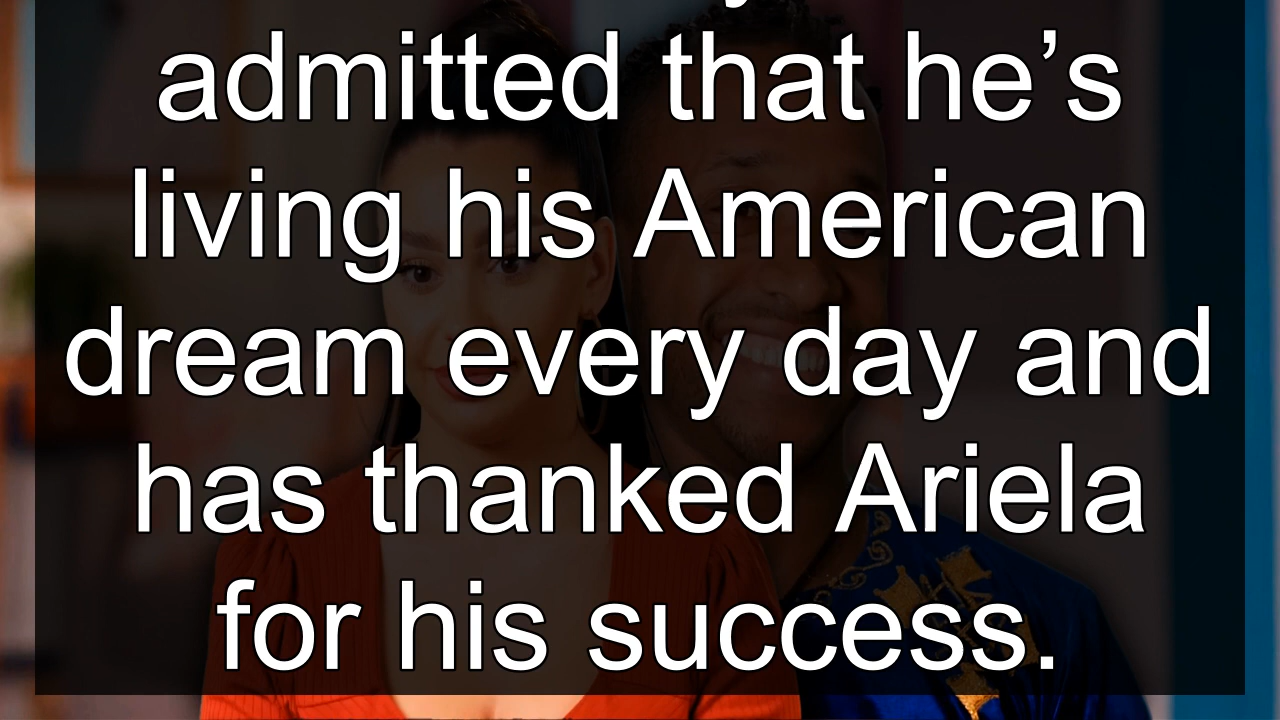 admitted that he’s
living his American
dream every day and
has thanked Ariela
for his success.